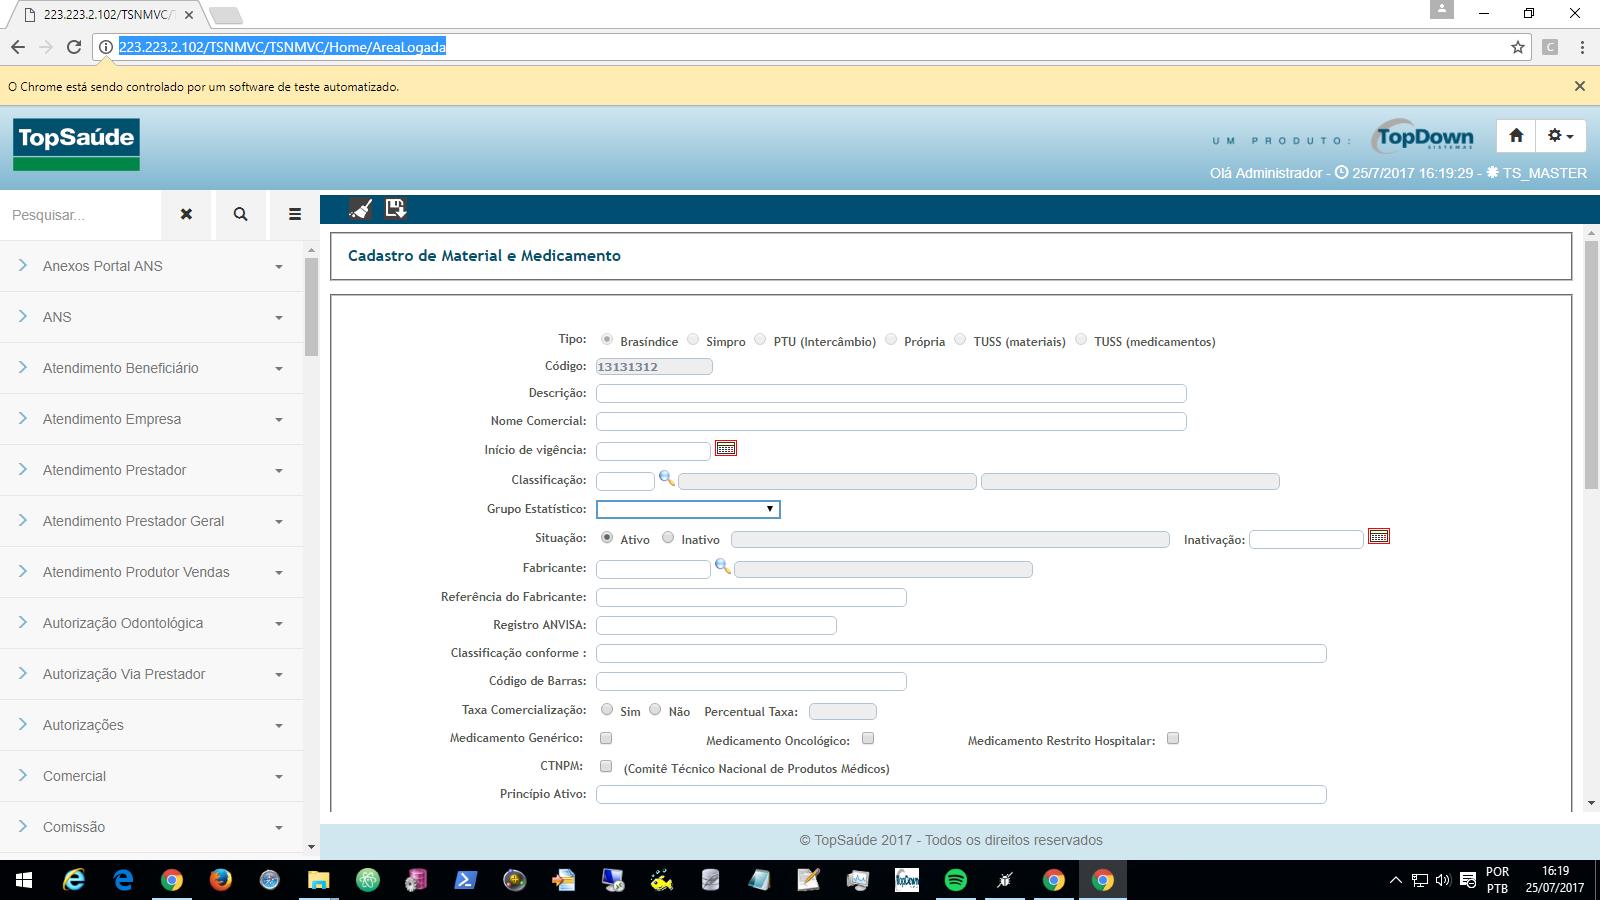 223.223.2.102/TSNMVC/T
223.223.2.102/TSNMVC/TSNMVC/Home/AreaLogada
C
O Chrome está sendo controlado por um software de teste automatizado.
TopSaúde
UM PRODUTO:
TopDown
SISTEMAS
Olá Administrador - 25/7/2017 16:19:29 - TS_MASTER
Pesquisar...
Anexos Portal ANS
ANS
Atendimento Beneficiário
Atendimento Empresa
Atendimento Prestador
Atendimento Prestador Geral
Atendimento Produtor Vendas
Autorização Odontológica
Autorização Via Prestador
Autorizações
Comercial
Comissão
Cadastro de Material e Medicamento
Tipo: Brasíndice Simpro PTU (Intercâmbio) Própria TUSS (materiais) TUSS (medicamentos)
Código: 13131312
Descrição:
Nome Comercial:
Início de vigência:
Classificação:
Grupo Estatístico:
Situação: Ativo Inativo Inativação:
Fabricante:
Referência do Fabricante:
Registro ANVISA:
Classificação conforme :
Código de Barras:
Taxa Comercialização: Sim Não Percentual Taxa:
Medicamento Genérico: Medicamento Oncológico: Medicamento Restrito Hospitalar:
CTNPM: (Comitê Técnico Nacional de Produtos Médicos)
Princípio Ativo:
© TopSaúde 2017 - Todos os direitos reservados
TopDown
POR
PTB
16:19
25/07/2017